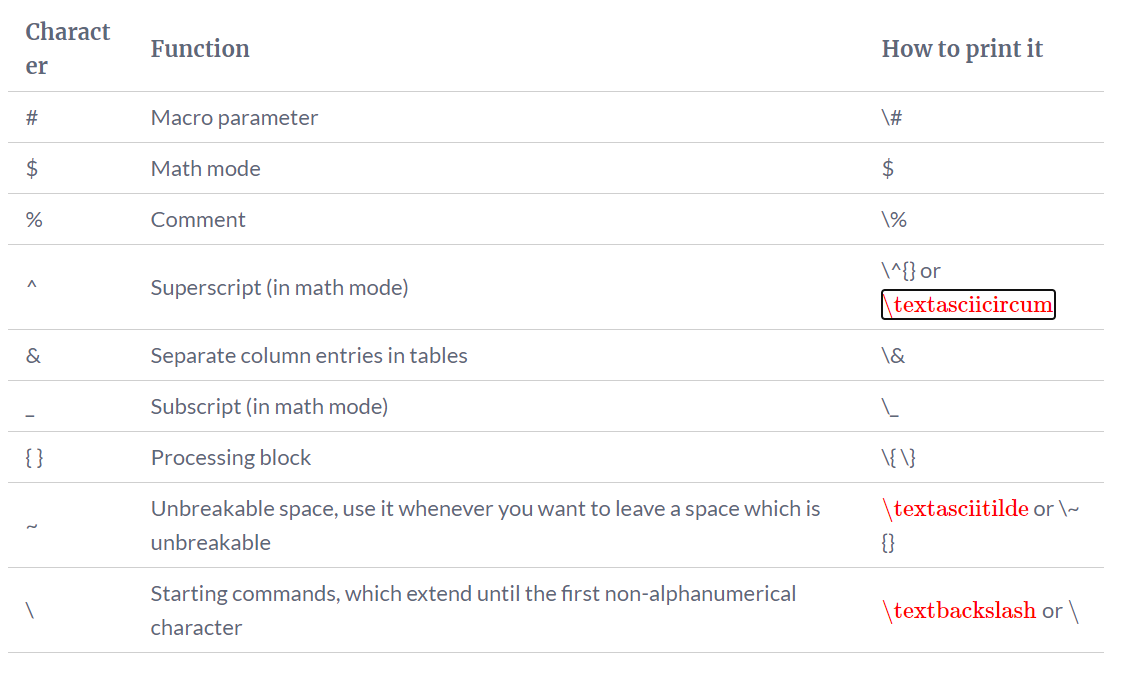 Charact
er
Function
How to print it
# Macro parameter \#
$ Math mode $
% Comment \%
^ Superscript (in math mode) \^{} or
\textasciicircum
& Separate column entries in tables \&
_ Subscript (in math mode) \_
{ } Processing block \{ \}
~ Unbreakable space, use it whenever you want to leave a space which is
unbreakable
\textasciitilde or \~
{}
\ Starting commands, which extend until the first non-alphanumerical
character
\textbackslash or \